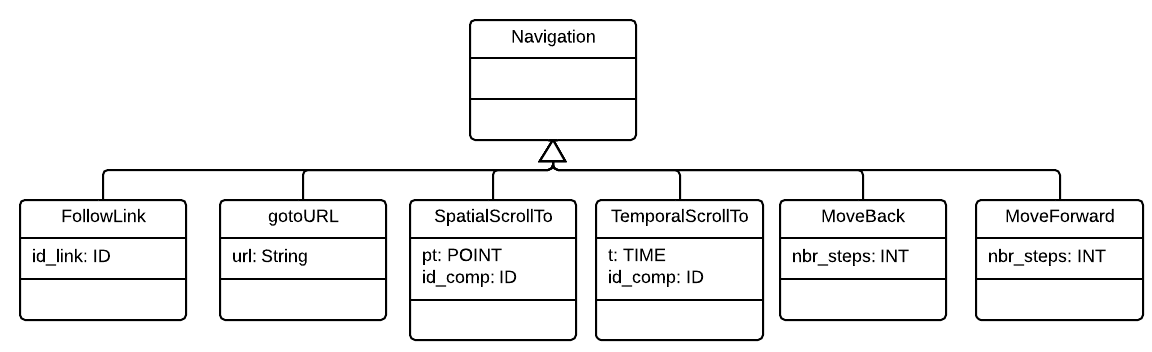 Navigation
FollowLink
id_link: ID
gotoURL
url: String
SpatialScrollTo
pt: POINT
id_comp: ID
TemporalScrollTo
t: TIME
id_comp: ID
MoveBack
nbr_steps: INT
MoveForward
nbr_steps: INT